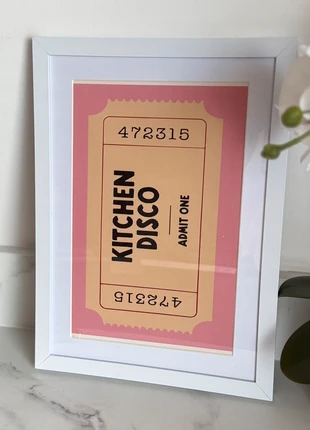 472315
KITCHEN
DISCO
ADMIT ONE
472315